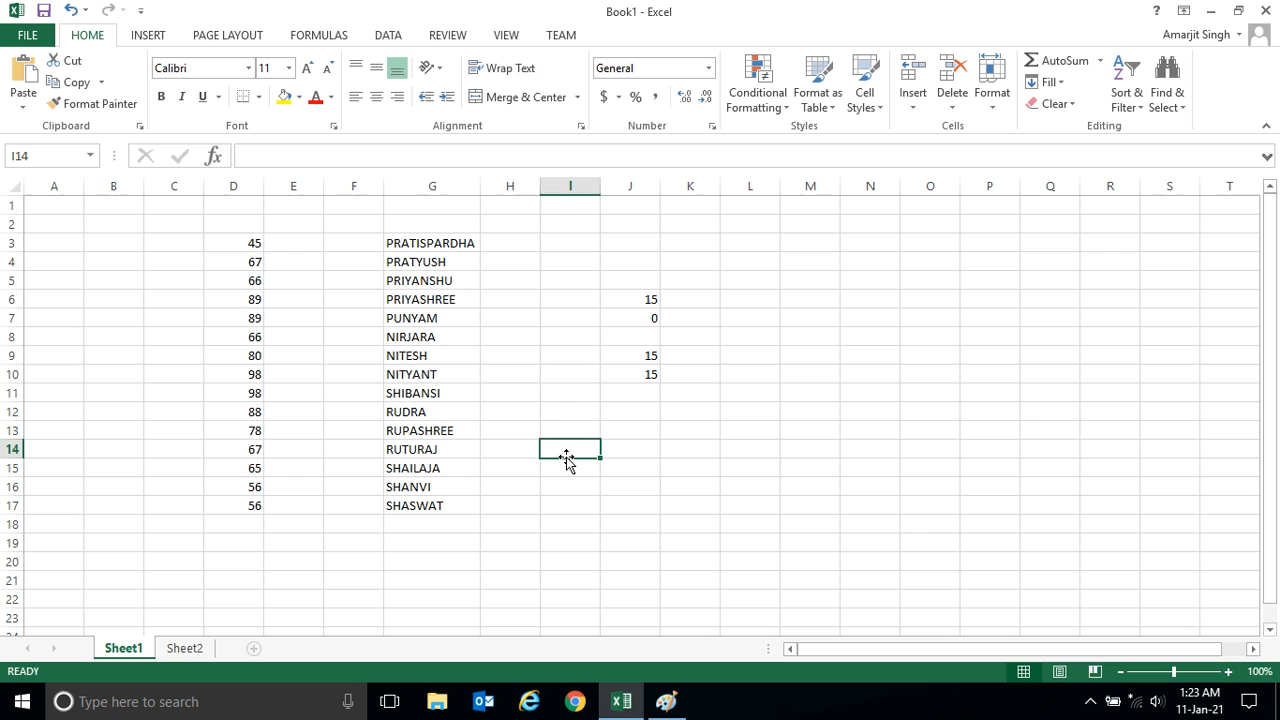 Book1 - Excel
?
FILE HOME INSERT PAGE LAYOUT FORMULAS DATA REVIEW VIEW TEAM Amarjit Singh
Paste
Cut
Copy
Format Painter
Clipboard
Calibri 11
B I U A
Font
Wrap Text
Merge & Center
Alignment
General
$ % ,
Number
Conditional Formatting
Format as Table
Cell Styles
Styles
Insert Delete Format
Cells
AutoSum
Fill
Clear
Sort & Filter
Find & Select
Editing
I14 fx
A B C D E F G H I J K L M N O P Q R S T
1
2
3 45 PRATISPARDHA
4 67 PRATYUSH
5 66 PRIYANSHU
6 89 PRIYASHREE 15
7 89 PUNYAM 0
8 66 NIRJARA
9 80 NITESH 15
10 98 NITYANT 15
11 98 SHIBANSI
12 88 RUDRA
13 78 RUPASHREE
14 67 RUTURAJ
15 65 SHAILAJA
16 56 SHANVI
17 56 SHASWAT
18
19
20
21
22
23
24
Sheet1 Sheet2
READY 100%
Type here to search
1:23 AM
11-Jan-21